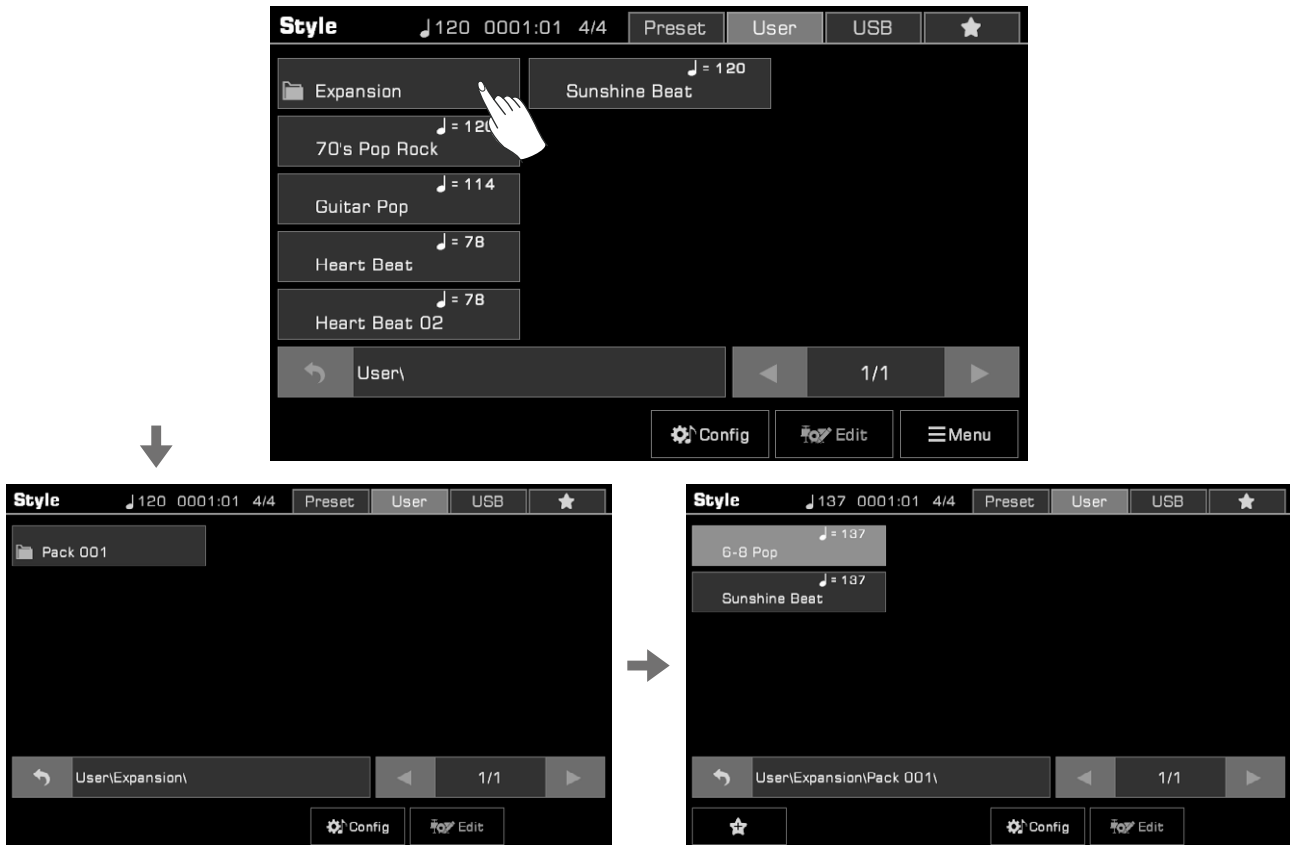 Style ♩120 0001:01 4/4 Preset User USB
Expansion
♩= 120
Sunshine Beat
♩= 120
70's Pop Rock
♩= 114
Guitar Pop
♩= 78
Heart Beat
♩= 78
Heart Beat 02
User\ 1/1
Config Edit Menu
Style ♩120 0001:01 4/4 Preset User USB
Pack 001
User\Expansion\ 1/1
Config Edit
Style ♩137 0001:01 4/4 Preset User USB
♩= 137
6-8 Pop
♩= 137
Sunshine Beat
User\Expansion\Pack 001\ 1/1
Config Edit